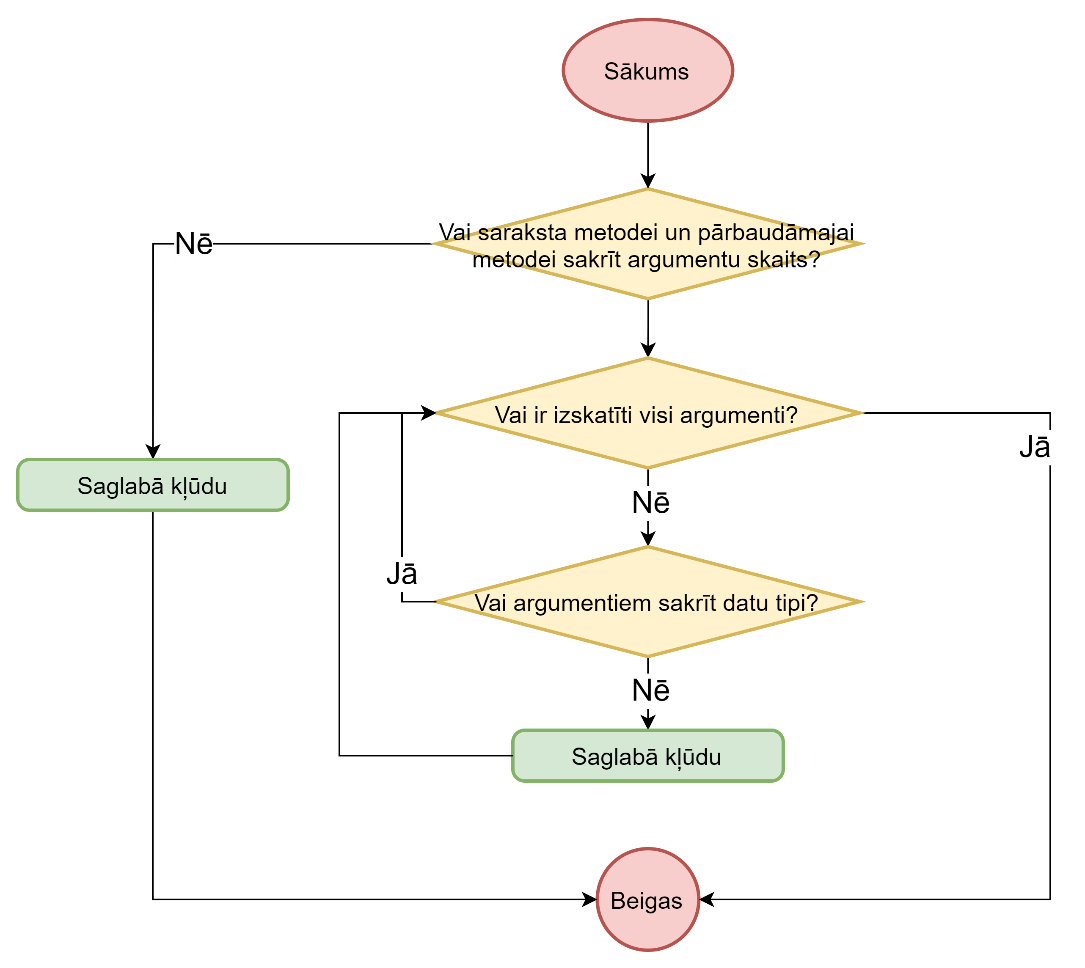 Sākums
Vai saraksta metodei un pārbaudāmajai
metodei sakrīt argumentu skaits?
Nē
Vai ir izskatīti visi argumenti?
Jā
Saglabā kļūdu
Nē
Jā
Vai argumentiem sakrīt datu tipi?
Nē
Saglabā kļūdu
Beigas